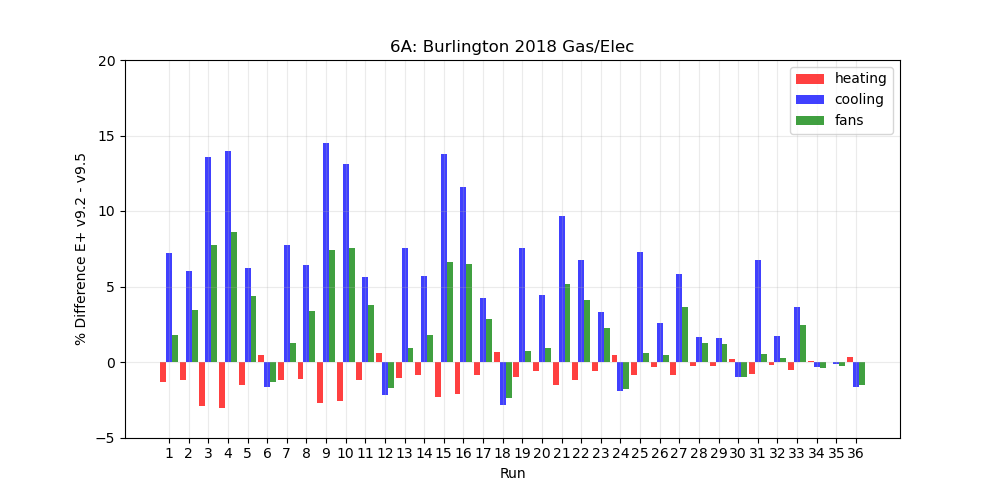 6A: Burlington 2018 Gas/Elec
heating
cooling
fans
% Difference E+ v9.2 - v9.5
20
15
10
5
0
−5
1 2 3 4 5 6 7 8 9 10 11 12 13 14 15 16 17 18 19 20 21 22 23 24 25 26 27 28 29 30 31 32 33 34 35 36
Run